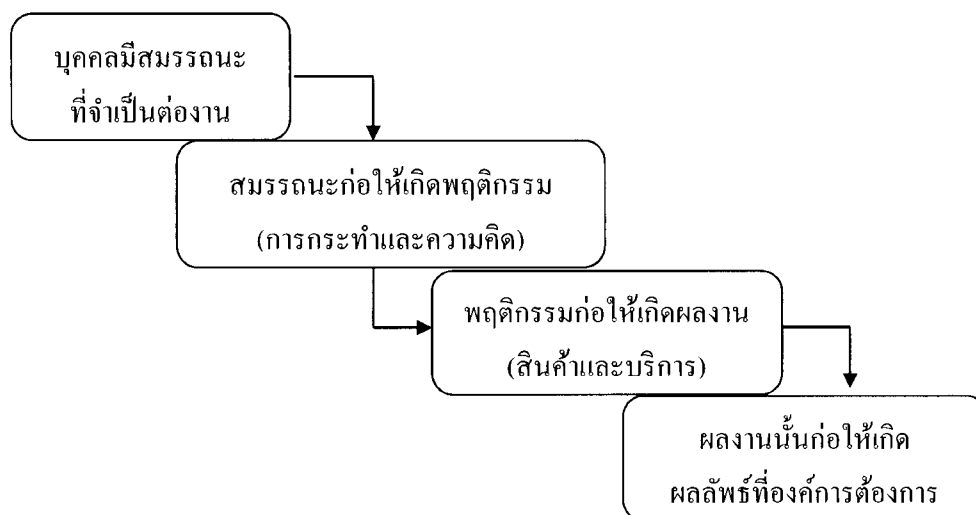 บุคคลมีสมรรถนะ
ที่จำเป็นต่องาน
สมรรถนะก่อให้เกิดพฤติกรรม
(การกระทำและความคิด)
พฤติกรรมก่อให้เกิดผลงาน
(สินค้าและบริการ)
ผลงานนั้นก่อให้เกิด
ผลลัพธ์ที่องค์การต้องการ